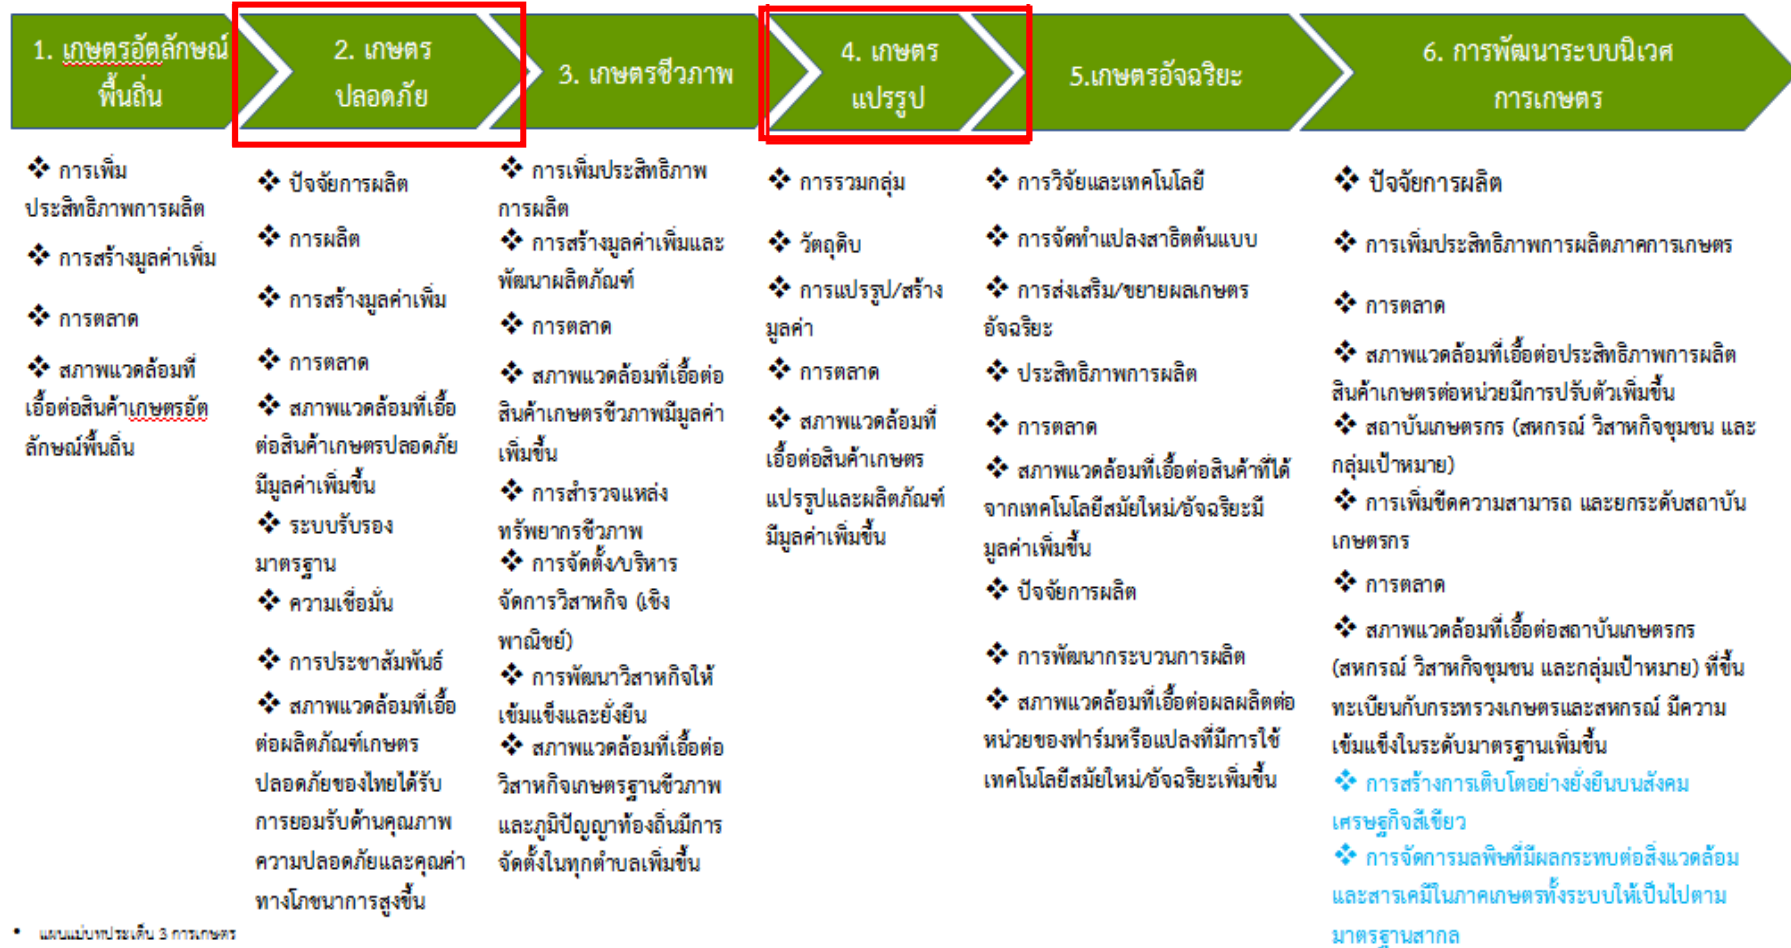 1. เกษตรอัตลักษณ์
พื้นถิ่น
2. เกษตร
ปลอดภัย
3. เกษตรชีวภาพ
4. เกษตร
แปรรูป
5.เกษตรอัจฉริยะ
6. การพัฒนาระบบนิเวศ
การเกษตร
❖ การเพิ่ม
ประสิทธิภาพการผลิต
❖ การสร้างมูลค่าเพิ่ม
❖ การตลาด
❖ สภาพแวดล้อมที่
เอื้อต่อสินค้าเกษตรอัต
ลักษณ์พื้นถิ่น
❖ ปัจจัยการผลิต
❖ การผลิต
❖ การสร้างมูลค่าเพิ่ม
❖ การตลาด
❖ สภาพแวดล้อมที่เอื้อ
ต่อสินค้าเกษตรปลอดภัย
มีมูลค่าเพิ่มขึ้น
❖ ระบบรับรอง
มาตรฐาน
❖ ความเชื่อมั่น
❖ การประชาสัมพันธ์
❖ สภาพแวดล้อมที่เอื้อ
ต่อผลิตภัณฑ์เกษตร
ปลอดภัยของไทยได้รับ
การยอมรับด้านคุณภาพ
ความปลอดภัยและคุณค่า
ทางโภชนาการสูงขึ้น
❖ การเพิ่มประสิทธิภาพ
การผลิต
❖ การสร้างมูลค่าเพิ่มและ
พัฒนาผลิตภัณฑ์
❖ การตลาด
❖ สภาพแวดล้อมที่เอื้อต่อ
สินค้าเกษตรชีวภาพมีมูลค่า
เพิ่มขึ้น
❖ การสำรวจแหล่ง
ทรัพยากรชีวภาพ
❖ การจัดตั้ง/บริหาร
จัดการวิสาหกิจ (เชิง
พาณิชย์)
❖ การพัฒนาวิสาหกิจให้
เข้มแข็งและยั่งยืน
❖ สภาพแวดล้อมที่เอื้อต่อ
วิสาหกิจเกษตรฐานชีวภาพ
และภูมิปัญญาท้องถิ่นมีการ
จัดตั้งในทุกตำบลเพิ่มขึ้น
❖ การรวมกลุ่ม
❖ วัตถุดิบ
❖ การแปรรูป/สร้าง
มูลค่า
❖ การตลาด
❖ สภาพแวดล้อมที่
เอื้อต่อสินค้าเกษตร
แปรรูปและผลิตภัณฑ์
มีมูลค่าเพิ่มขึ้น
❖ การวิจัยและเทคโนโลยี
❖ การจัดทำแปลงสาธิตต้นแบบ
❖ การส่งเสริม/ขยายผลเกษตร
อัจฉริยะ
❖ ประสิทธิภาพการผลิต
❖ การตลาด
❖ สภาพแวดล้อมที่เอื้อต่อสินค้าที่ได้
จากเทคโนโลยีสมัยใหม่/อัจฉริยะมี
มูลค่าเพิ่มขึ้น
❖ ปัจจัยการผลิต
❖ การพัฒนากระบวนการผลิต
❖ สภาพแวดล้อมที่เอื้อต่อผลผลิตต่อ
หน่วยของฟาร์มหรือแปลงที่มีการใช้
เทคโนโลยีสมัยใหม่/อัจฉริยะเพิ่มขึ้น
❖ ปัจจัยการผลิต
❖ การเพิ่มประสิทธิภาพการผลิตภาคการเกษตร
❖ การตลาด
❖ สภาพแวดล้อมที่เอื้อต่อประสิทธิภาพการผลิต
สินค้าเกษตรต่อหน่วยมีการปรับตัวเพิ่มขึ้น
❖ สถาบันเกษตรกร (สหกรณ์ วิสาหกิจชุมชน และ
กลุ่มเป้าหมาย)
❖ การเพิ่มขีดความสามารถ และยกระดับสถาบัน
เกษตรกร
❖ การตลาด
❖ สภาพแวดล้อมที่เอื้อต่อสถาบันเกษตรกร
(สหกรณ์ วิสาหกิจชุมชน และกลุ่มเป้าหมาย) ที่ขึ้น
ทะเบียนกับกระทรวงเกษตรและสหกรณ์ มีความ
เข้มแข็งในระดับมาตรฐานเพิ่มขึ้น
❖ การสร้างการเติบโตอย่างยั่งยืนบนสังคม
เศรษฐกิจสีเขียว
❖ การจัดการมลพิษที่มีผลกระทบต่อสิ่งแวดล้อม
และสารเคมีในภาคเกษตรทั้งระบบให้เป็นไปตาม
มาตรฐานสากล
• แผนแม่บทประเด็น 3 การเกษตร